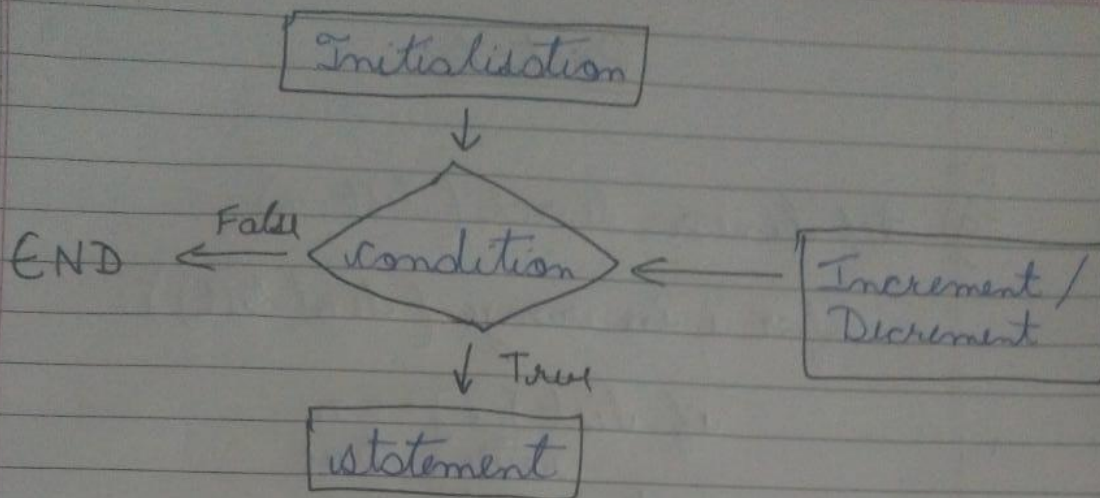 Initialisation
False
END
condition
Increment /
Decrement
True
statement